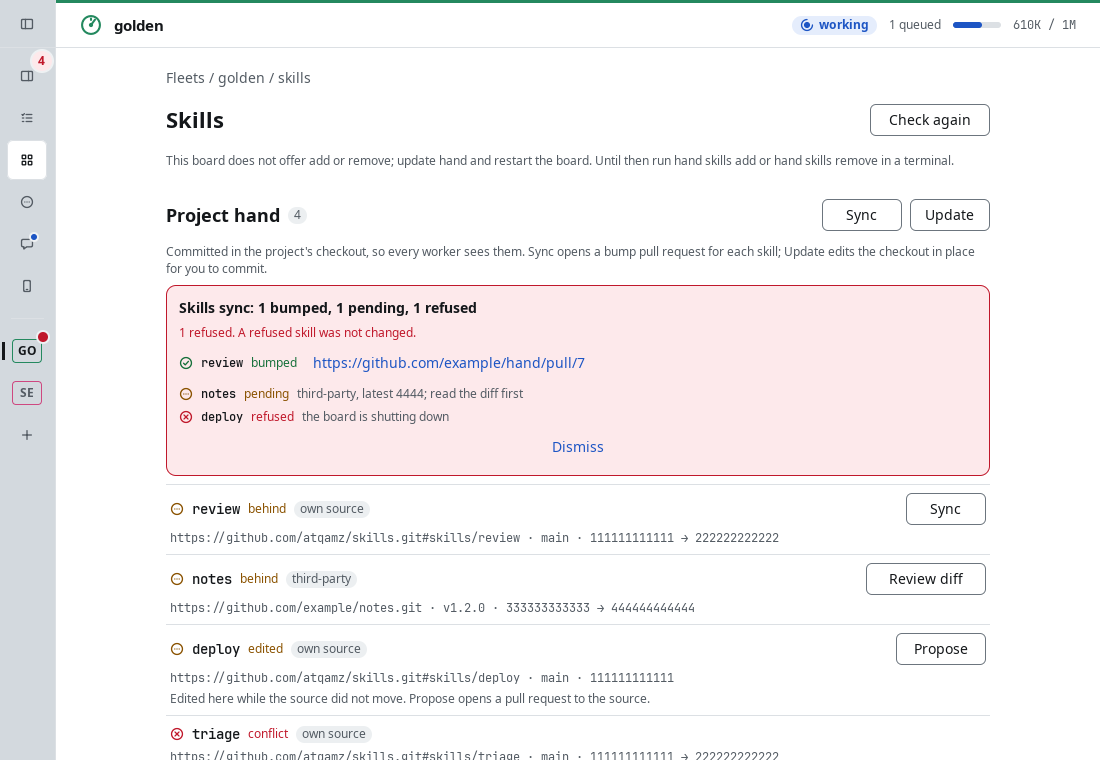 golden
working
1 queued
610K / 1M
4
Fleets / golden / skills
Skills
Check again
This board does not offer add or remove; update hand and restart the board. Until then run hand skills add or hand skills remove in a terminal.
Project hand 4
Sync
Update
Committed in the project's checkout, so every worker sees them. Sync opens a bump pull request for each skill; Update edits the checkout in place
for you to commit.
Skills sync: 1 bumped, 1 pending, 1 refused
1 refused. A refused skill was not changed.
review bumped https://github.com/example/hand/pull/7
notes pending third-party, latest 4444; read the diff first
deploy refused the board is shutting down
Dismiss
review behind own source
Sync
https://github.com/atqamz/skills.git#skills/review · main · 111111111111 → 222222222222
notes behind third-party
Review diff
https://github.com/example/notes.git · v1.2.0 · 333333333333 → 444444444444
deploy edited own source
Propose
https://github.com/atqamz/skills.git#skills/deploy · main · 111111111111
Edited here while the source did not move. Propose opens a pull request to the source.
triage conflict own source
https://github.com/atqamz/skills.git#skills/triage · main · 111111111111 → 222222222222
GO
SE